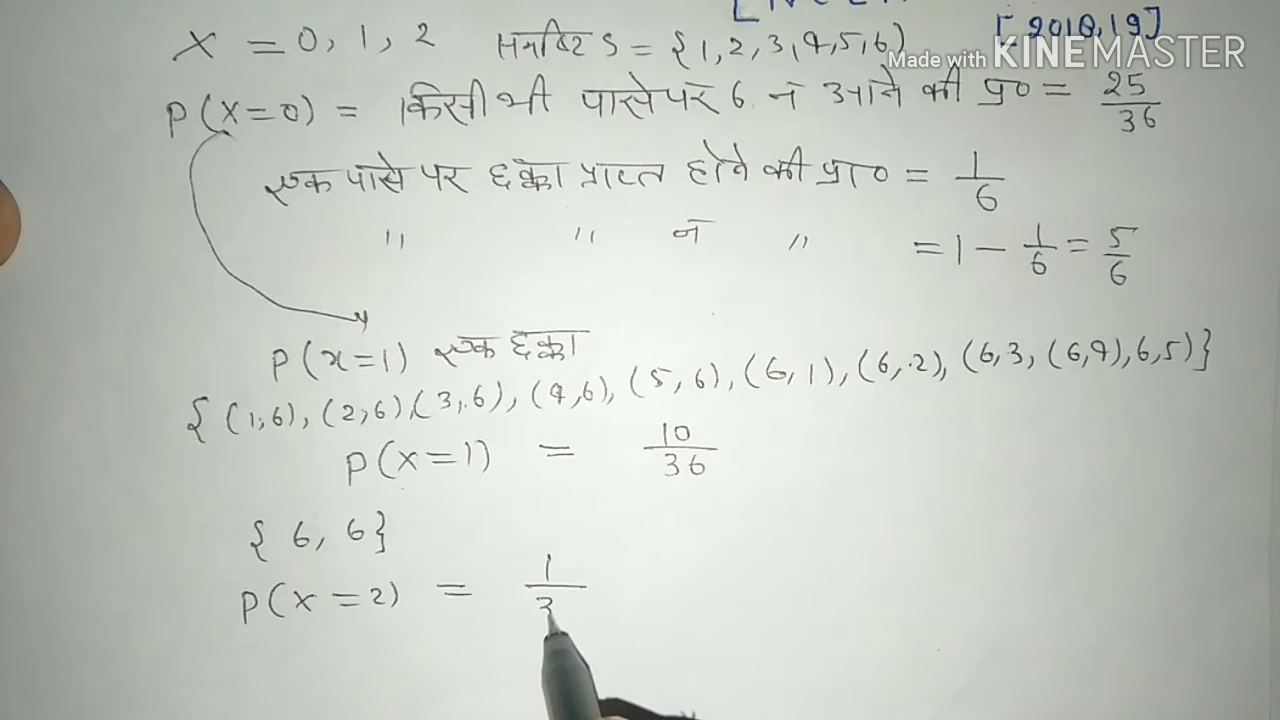 [NCE
[2018,19]
Made with KINEMASTER
X = 0, 1, 2 समष्टि S = {1, 2, 3, 4, 5, 6}
P(X=0) = किसी भी पासे पर 6 न आने की प्रा० = 25/36
एक पासे पर छक्का प्राप्त होने की प्रा० = 1/6
" " न " = 1 - 1/6 = 5/6
P(x=1) एक छक्का
{(1,6), (2,6), (3,6), (4,6), (5,6), (6,1), (6,2), (6,3, (6,4), 6,5)}
P(X=1) = 10/36
{6, 6}
P(X=2) = 1/3